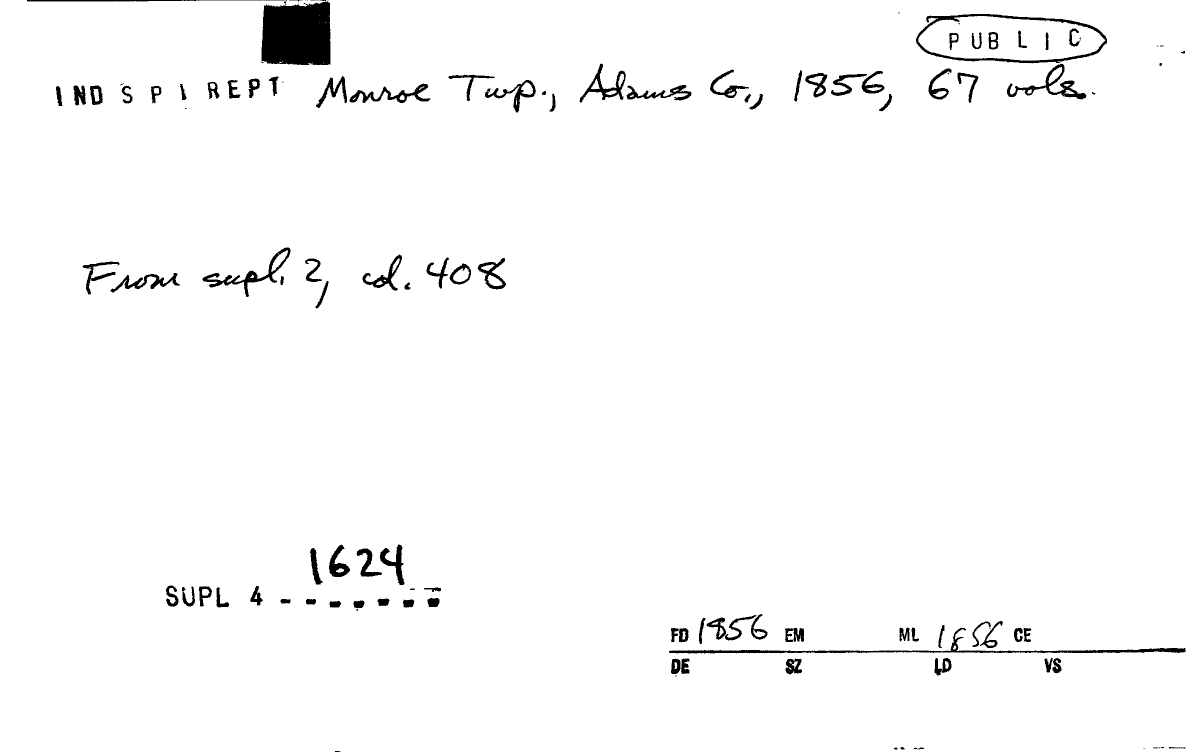 PUBLIC
IND S P I REPT Monroe Twp., Adams Co., 1856, 67 vols.
From supl. 2, col. 408
1624
SUPL 4 - - - - - - -
FD 1856 EM ML 1856 CE
DE SZ LD VS